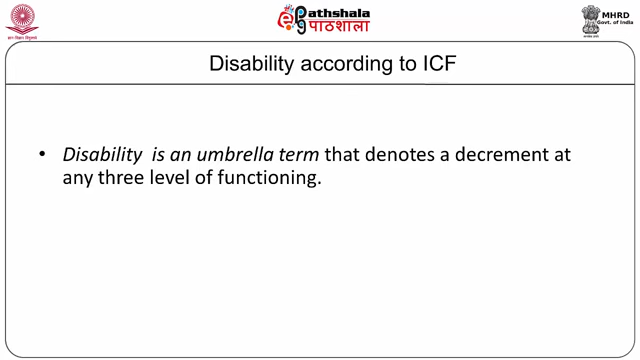 ePathshala
पाठशाला
MHRD
Govt. of India
Disability according to ICF
• Disability is an umbrella term that denotes a decrement at
any three level of functioning.